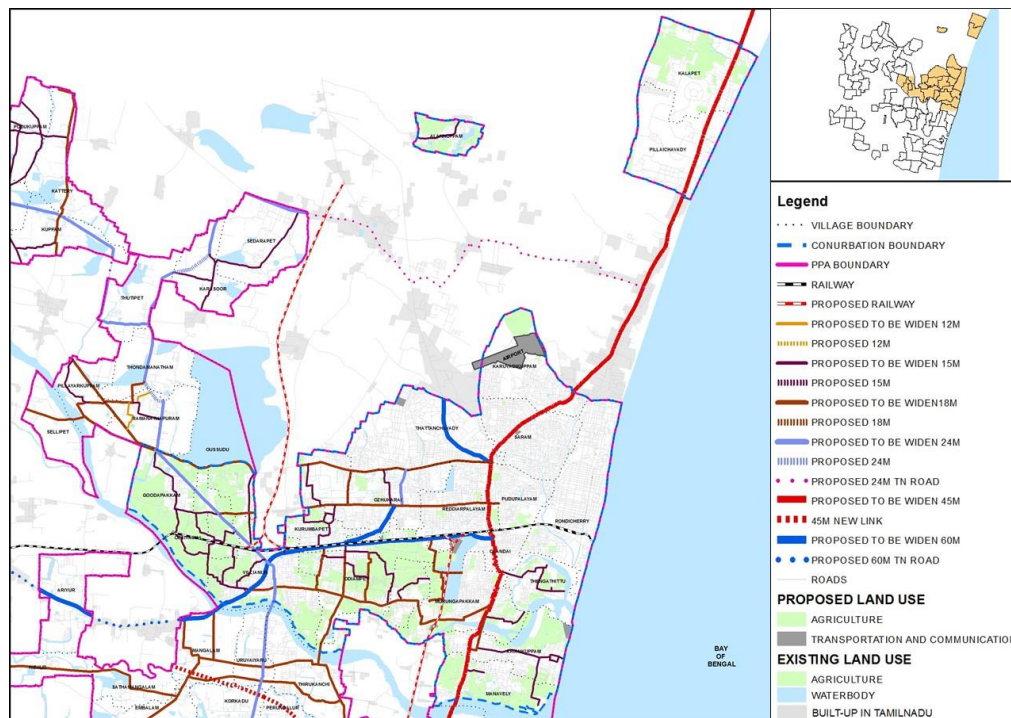 KALAPET
PILLAICHAVADY
ALANKUPPAM
KATTERY
KUPPAM
SEDARAPET
KARASOOR
THUTIPET
AIRPORT
THONDAMANATHAM
PILLAYARKUPPAM
SELLIPET
THATTANCHAVADY
SARAM
OUSSUDU
GOODAPAKKAM
REDDIARPALAYAM
PUDUPALAYAM
KURUMBAPET
ARIYUR
THENGATHITTU
MURUNGAPAKKAM
MANGALAM
URUVAIYARU
THIRUKANCHI
SATHAMANGALAM
MANAVELY
EMBALAM
KORKADU
BAY
OF
BENGAL
Legend
VILLAGE BOUNDARY
CONURBATION BOUNDARY
PPA BOUNDARY
RAILWAY
PROPOSED RAILWAY
PROPOSED TO BE WIDEN 12M
PROPOSED 12M
PROPOSED TO BE WIDEN 15M
PROPOSED 15M
PROPOSED TO BE WIDEN18M
PROPOSED 18M
PROPOSED TO BE WIDEN 24M
PROPOSED 24M
PROPOSED 24M TN ROAD
PROPOSED TO BE WIDEN 45M
45M NEW LINK
PROPOSED TO BE WIDEN 60M
PROPOSED 60M TN ROAD
ROADS
PROPOSED LAND USE
AGRICULTURE
TRANSPORTATION AND COMMUNICATION
EXISTING LAND USE
AGRICULTURE
WATERBODY
BUILT-UP IN TAMILNADU